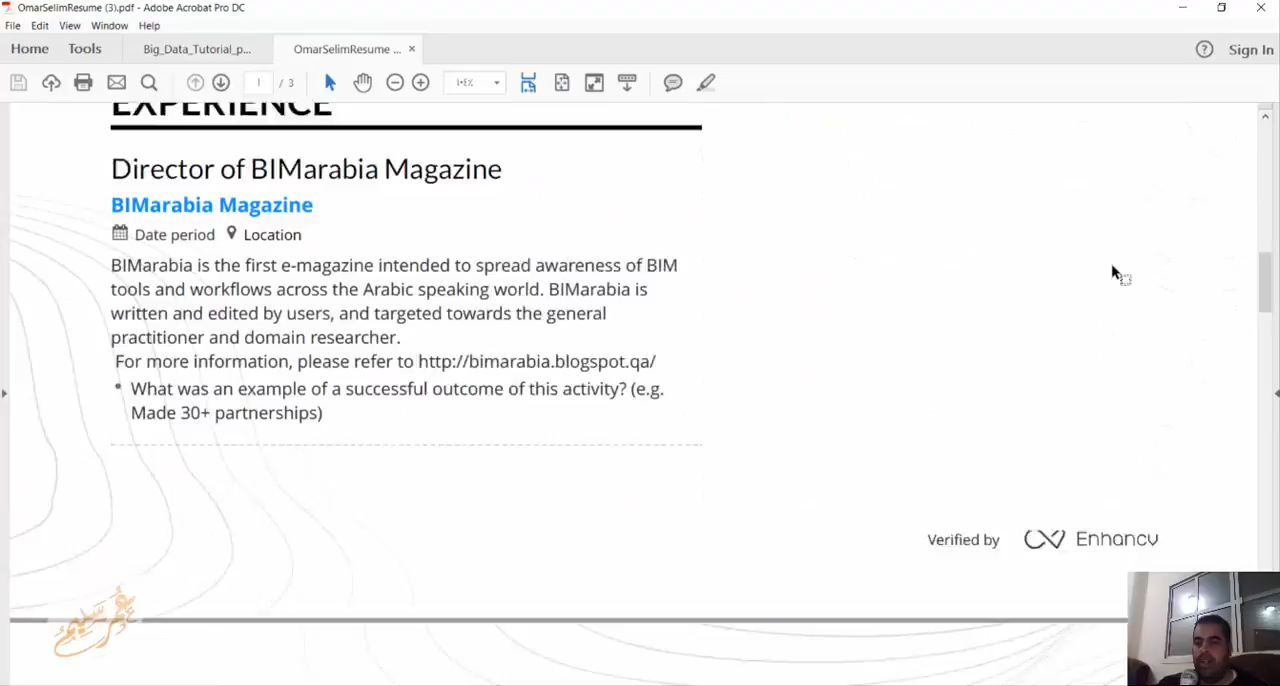 OmarSelimResume (3).pdf - Adobe Acrobat Pro DC
File Edit View Window Help
Home Tools Big_Data_Tutorial_p... OmarSelimResume ... × Sign In
1 / 3
EXPERIENCE
Director of BIMarabia Magazine
BIMarabia Magazine
Date period Location
BIMarabia is the first e-magazine intended to spread awareness of BIM
tools and workflows across the Arabic speaking world. BIMarabia is
written and edited by users, and targeted towards the general
practitioner and domain researcher.
For more information, please refer to http://bimarabia.blogspot.qa/
• What was an example of a successful outcome of this activity? (e.g.
Made 30+ partnerships)
Verified by Enhancv
عمر سليم